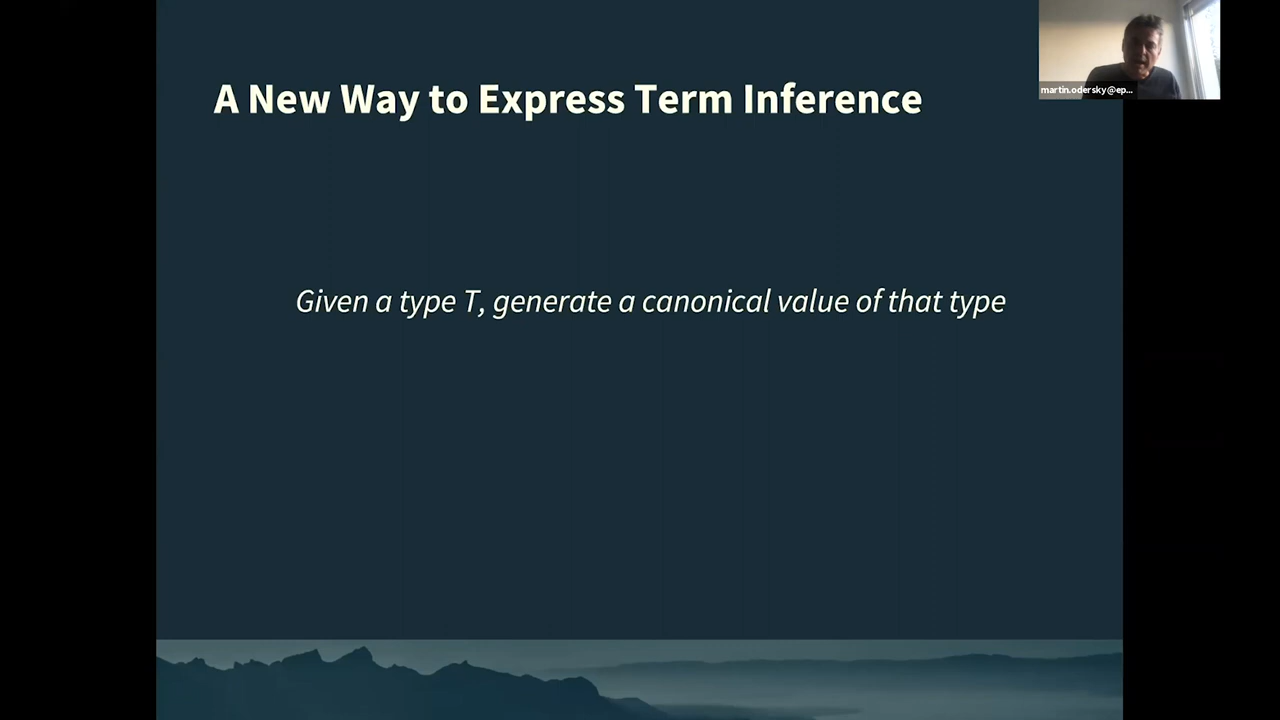 A New Way to Express Term Inference
martin.odersky@ep...
Given a type T, generate a canonical value of that type